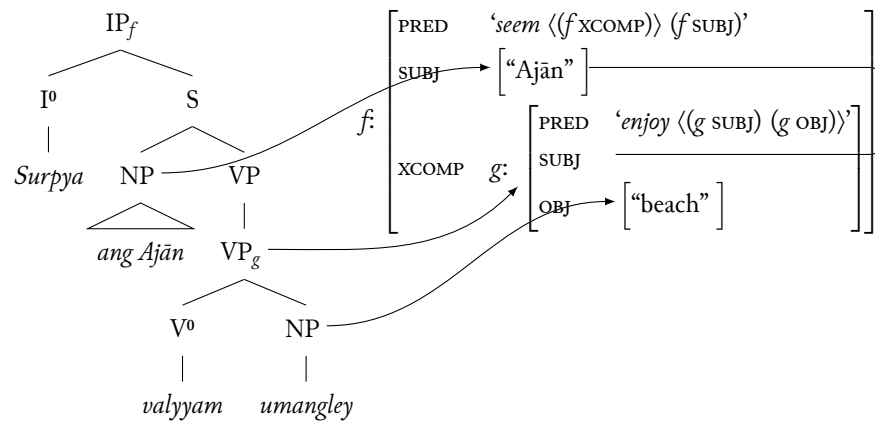 IP_f
PRED ‘seem ⟨(f XCOMP)⟩ (f SUBJ)’
I⁰ S
SUBJ [“Ajān”]
f:
PRED ‘enjoy ⟨(g SUBJ) (g OBJ)⟩’
SUBJ
Surpya NP VP
XCOMP g:
OBJ [“beach”]
ang Ajān VP_g
V⁰ NP
valyyam umangley